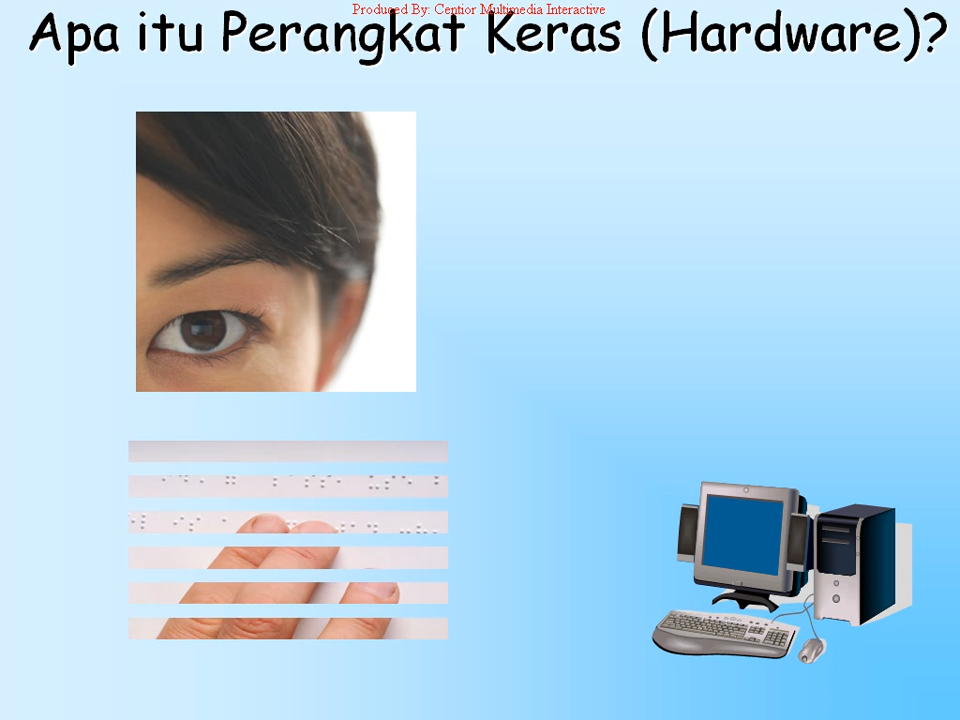 Produced By: Centior Multimedia Interactive
Apa itu Perangkat Keras (Hardware)?